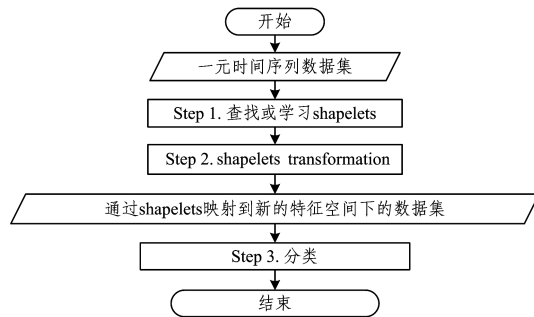 开始
一元时间序列数据集
Step 1. 查找或学习shapelets
Step 2. shapelets transformation
通过shapelets映射到新的特征空间下的数据集
Step 3. 分类
结束